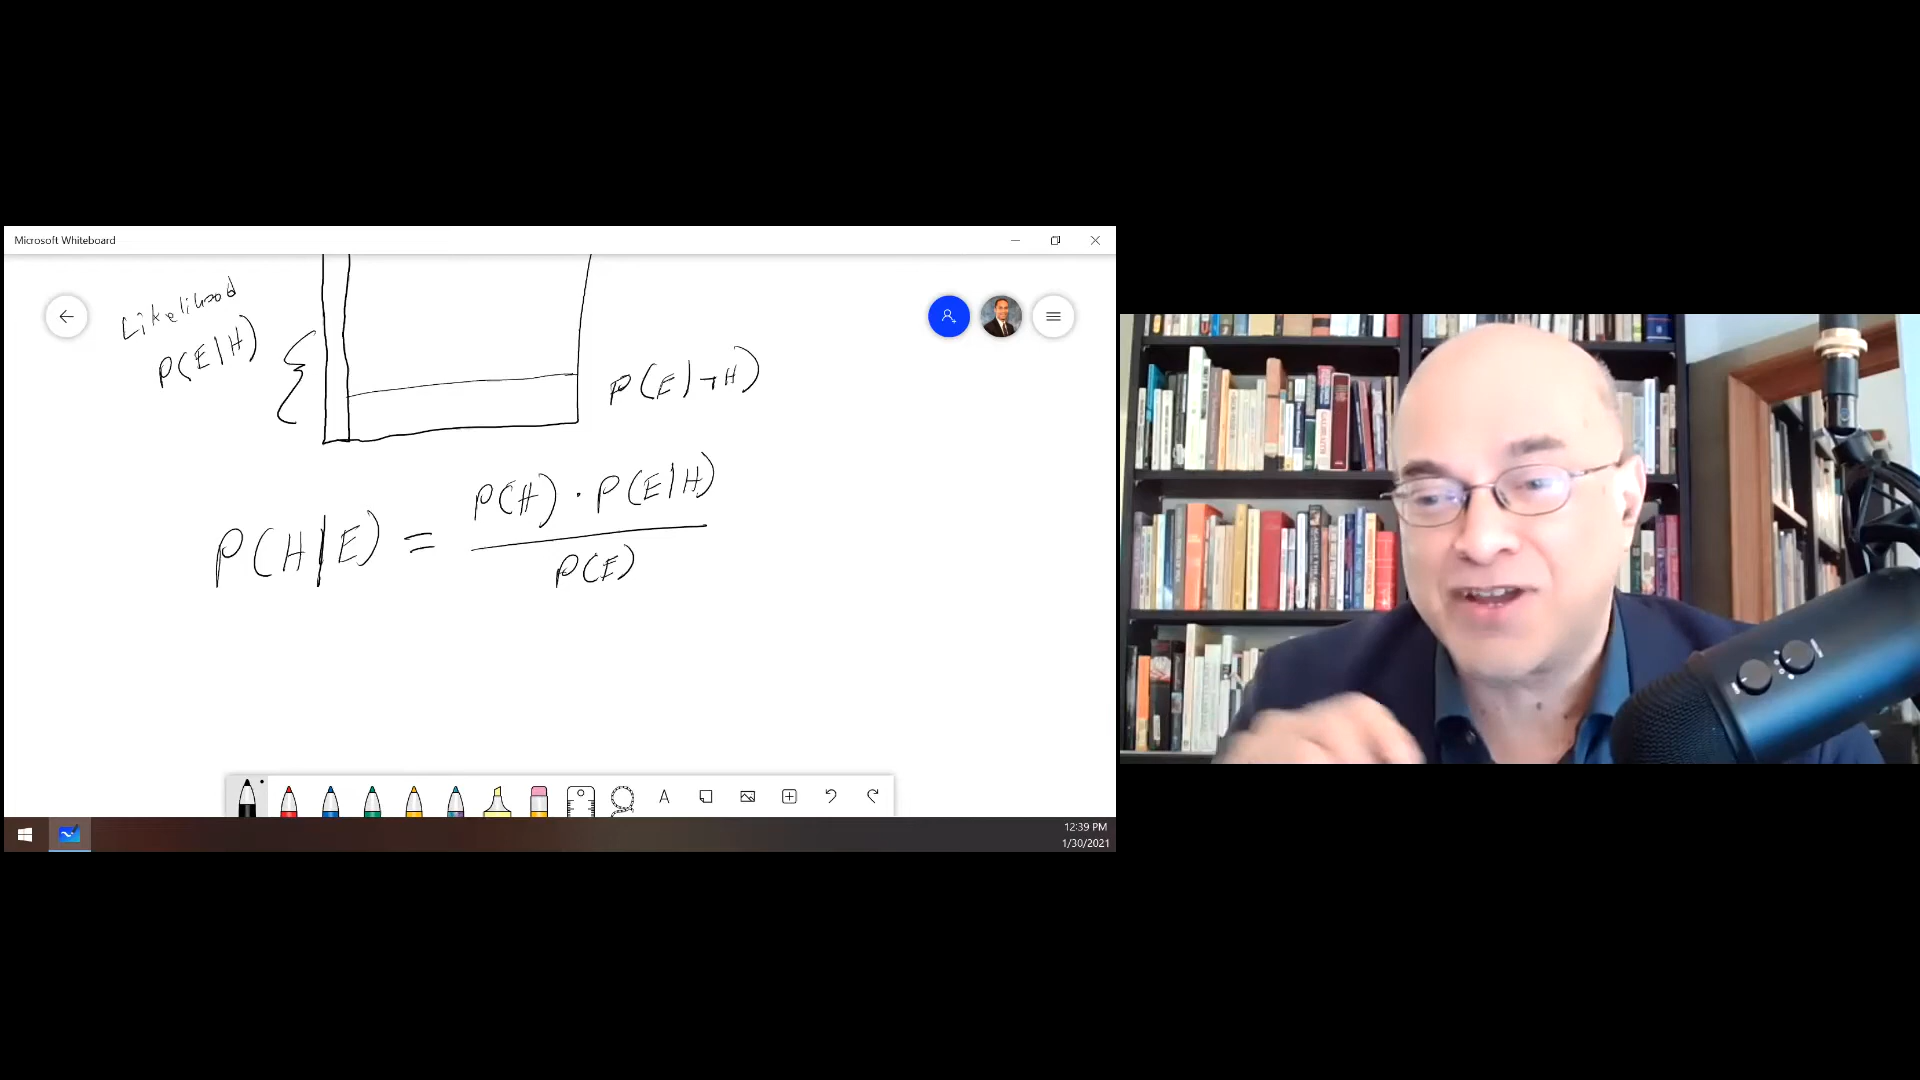 Microsoft Whiteboard
Likelihood
P(E|H)
P(E|¬H)
P(H|E) = P(H) · P(E|H)
P(E)
A
12:39 PM
1/30/2021